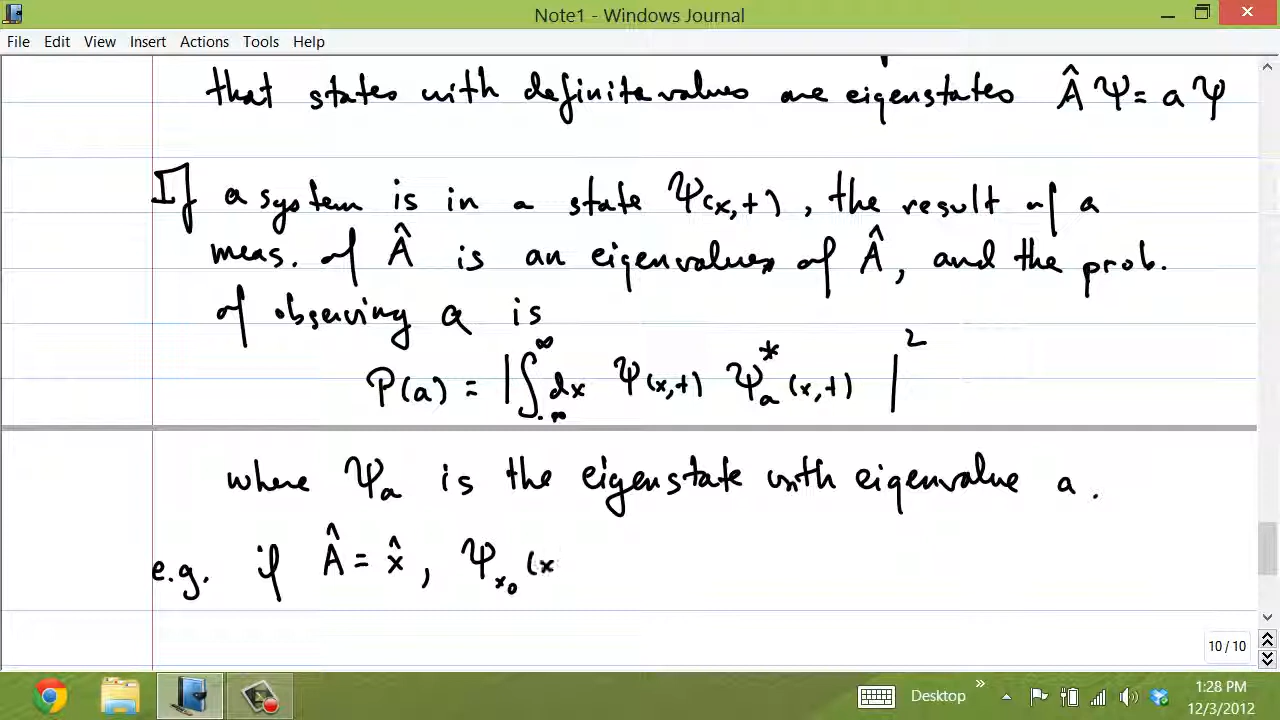 Note1 - Windows Journal
File Edit View Insert Actions Tools Help
that states with definite values are eigenstates Â Ψ = a Ψ
If a system is in a state Ψ(x,t), the result of a
meas. of Â is an eigenvalues of Â, and the prob.
of observing a is
P(a) = |∫_{-∞}^{∞} dx Ψ(x,t) Ψ_a^*(x,t)|^2
where Ψ_a is the eigenstate with eigenvalue a.
e.g. if Â = x̂, Ψ_{x_0}(x
10 / 10
Desktop
1:28 PM
12/3/2012